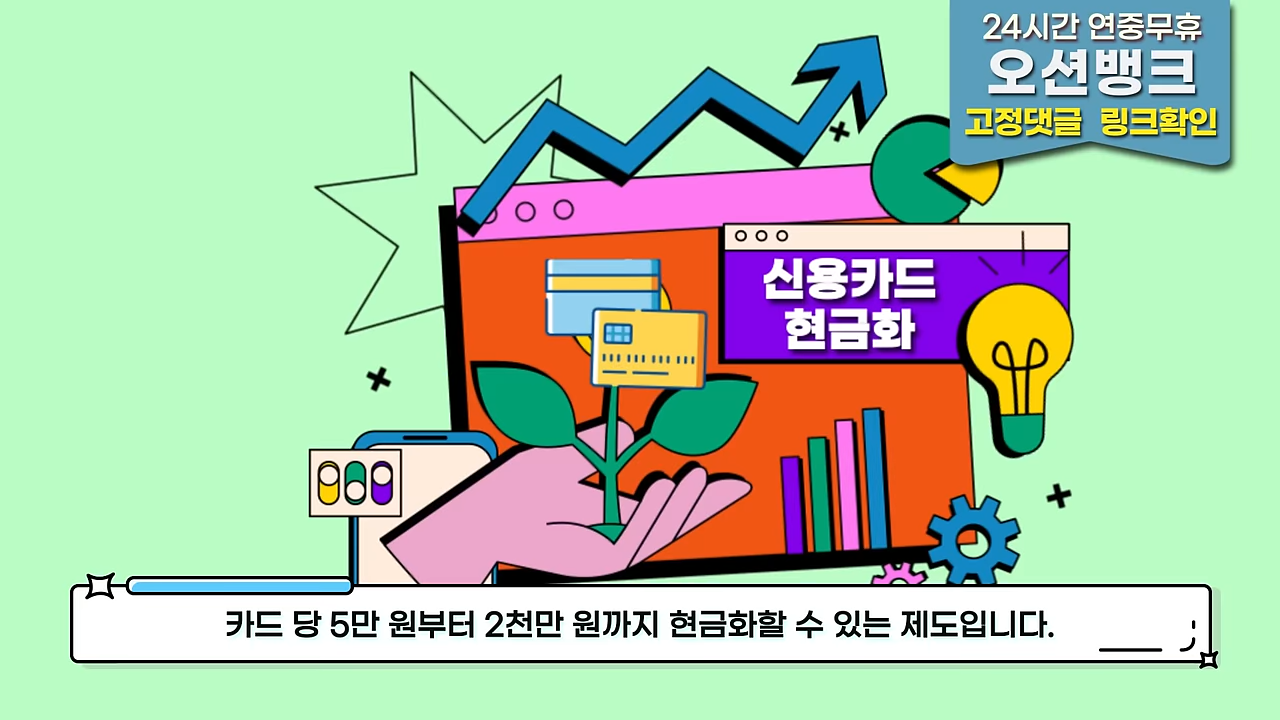 24시간 연중무휴
오션뱅크
고정댓글 링크확인
신용카드
현금화
카드 당 5만 원부터 2천만 원까지 현금화할 수 있는 제도입니다.